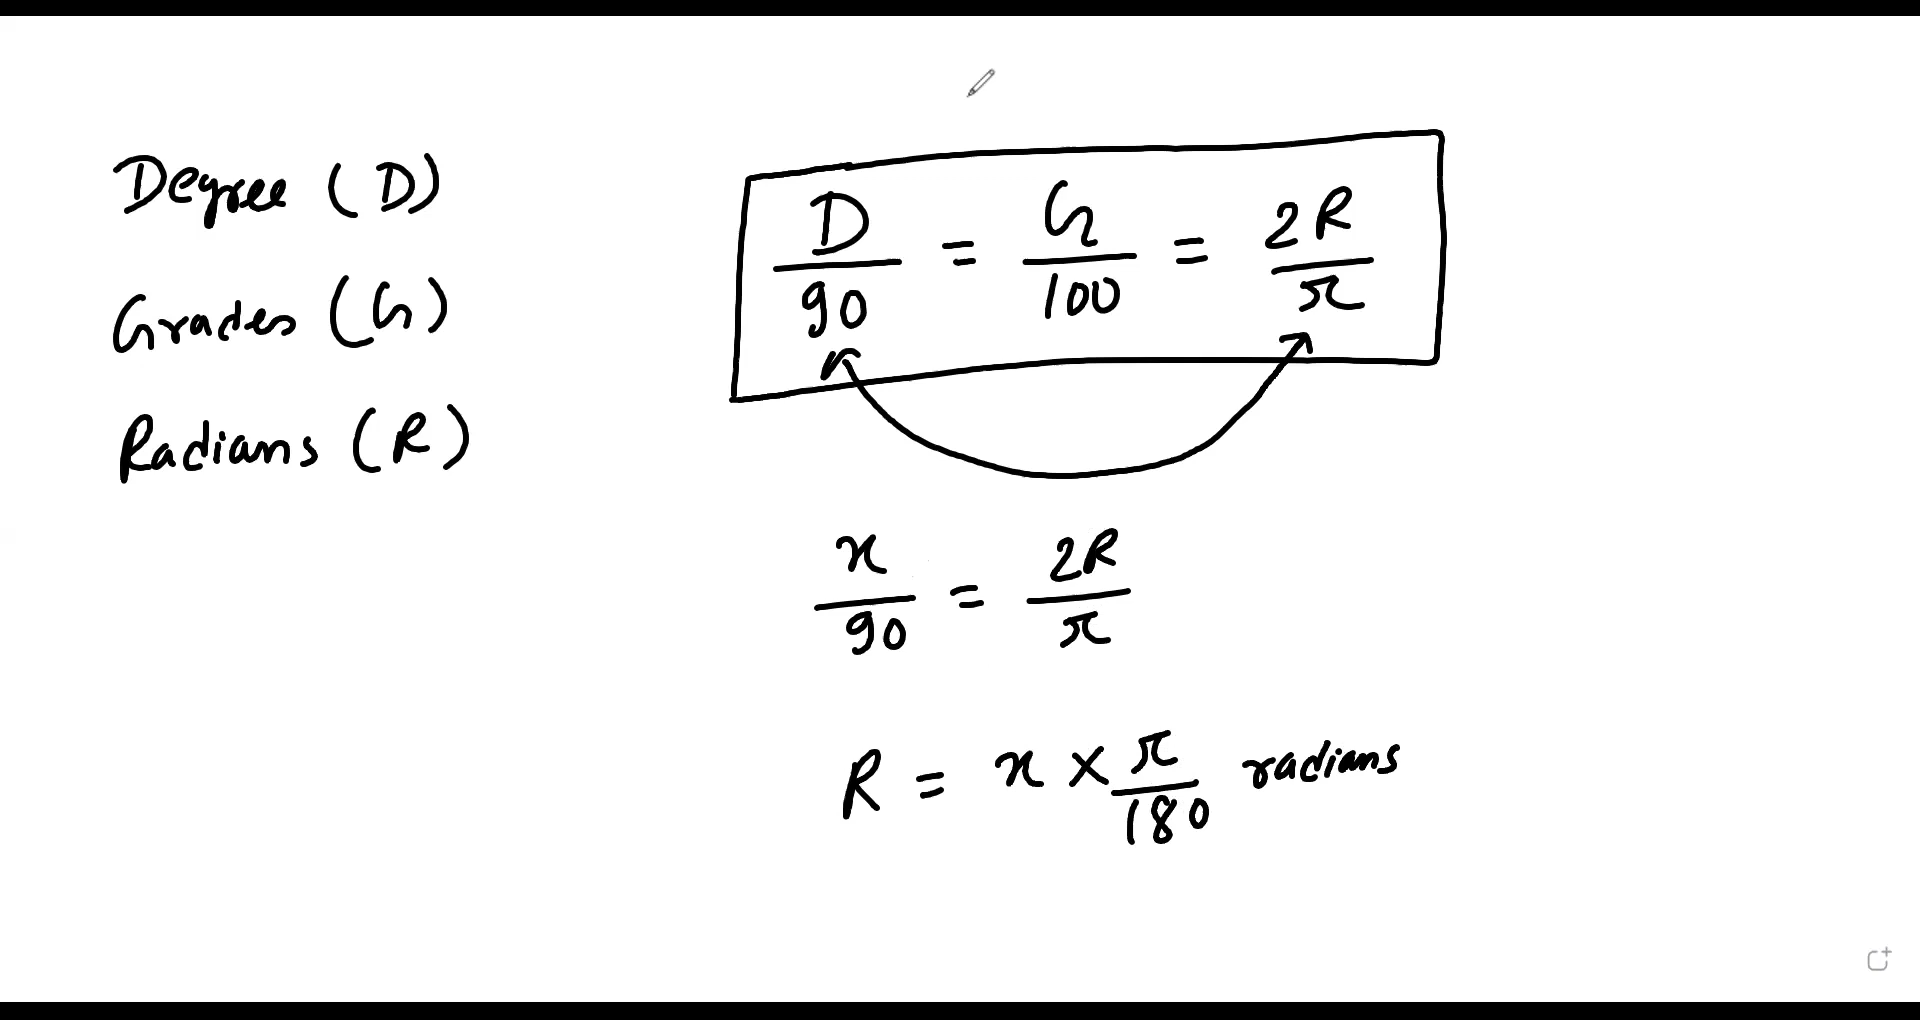 Degree (D)
Grades (G)
Radians (R)
D/90 = G/100 = 2R/π
x/90 = 2R/π
R = x × π/180 radians